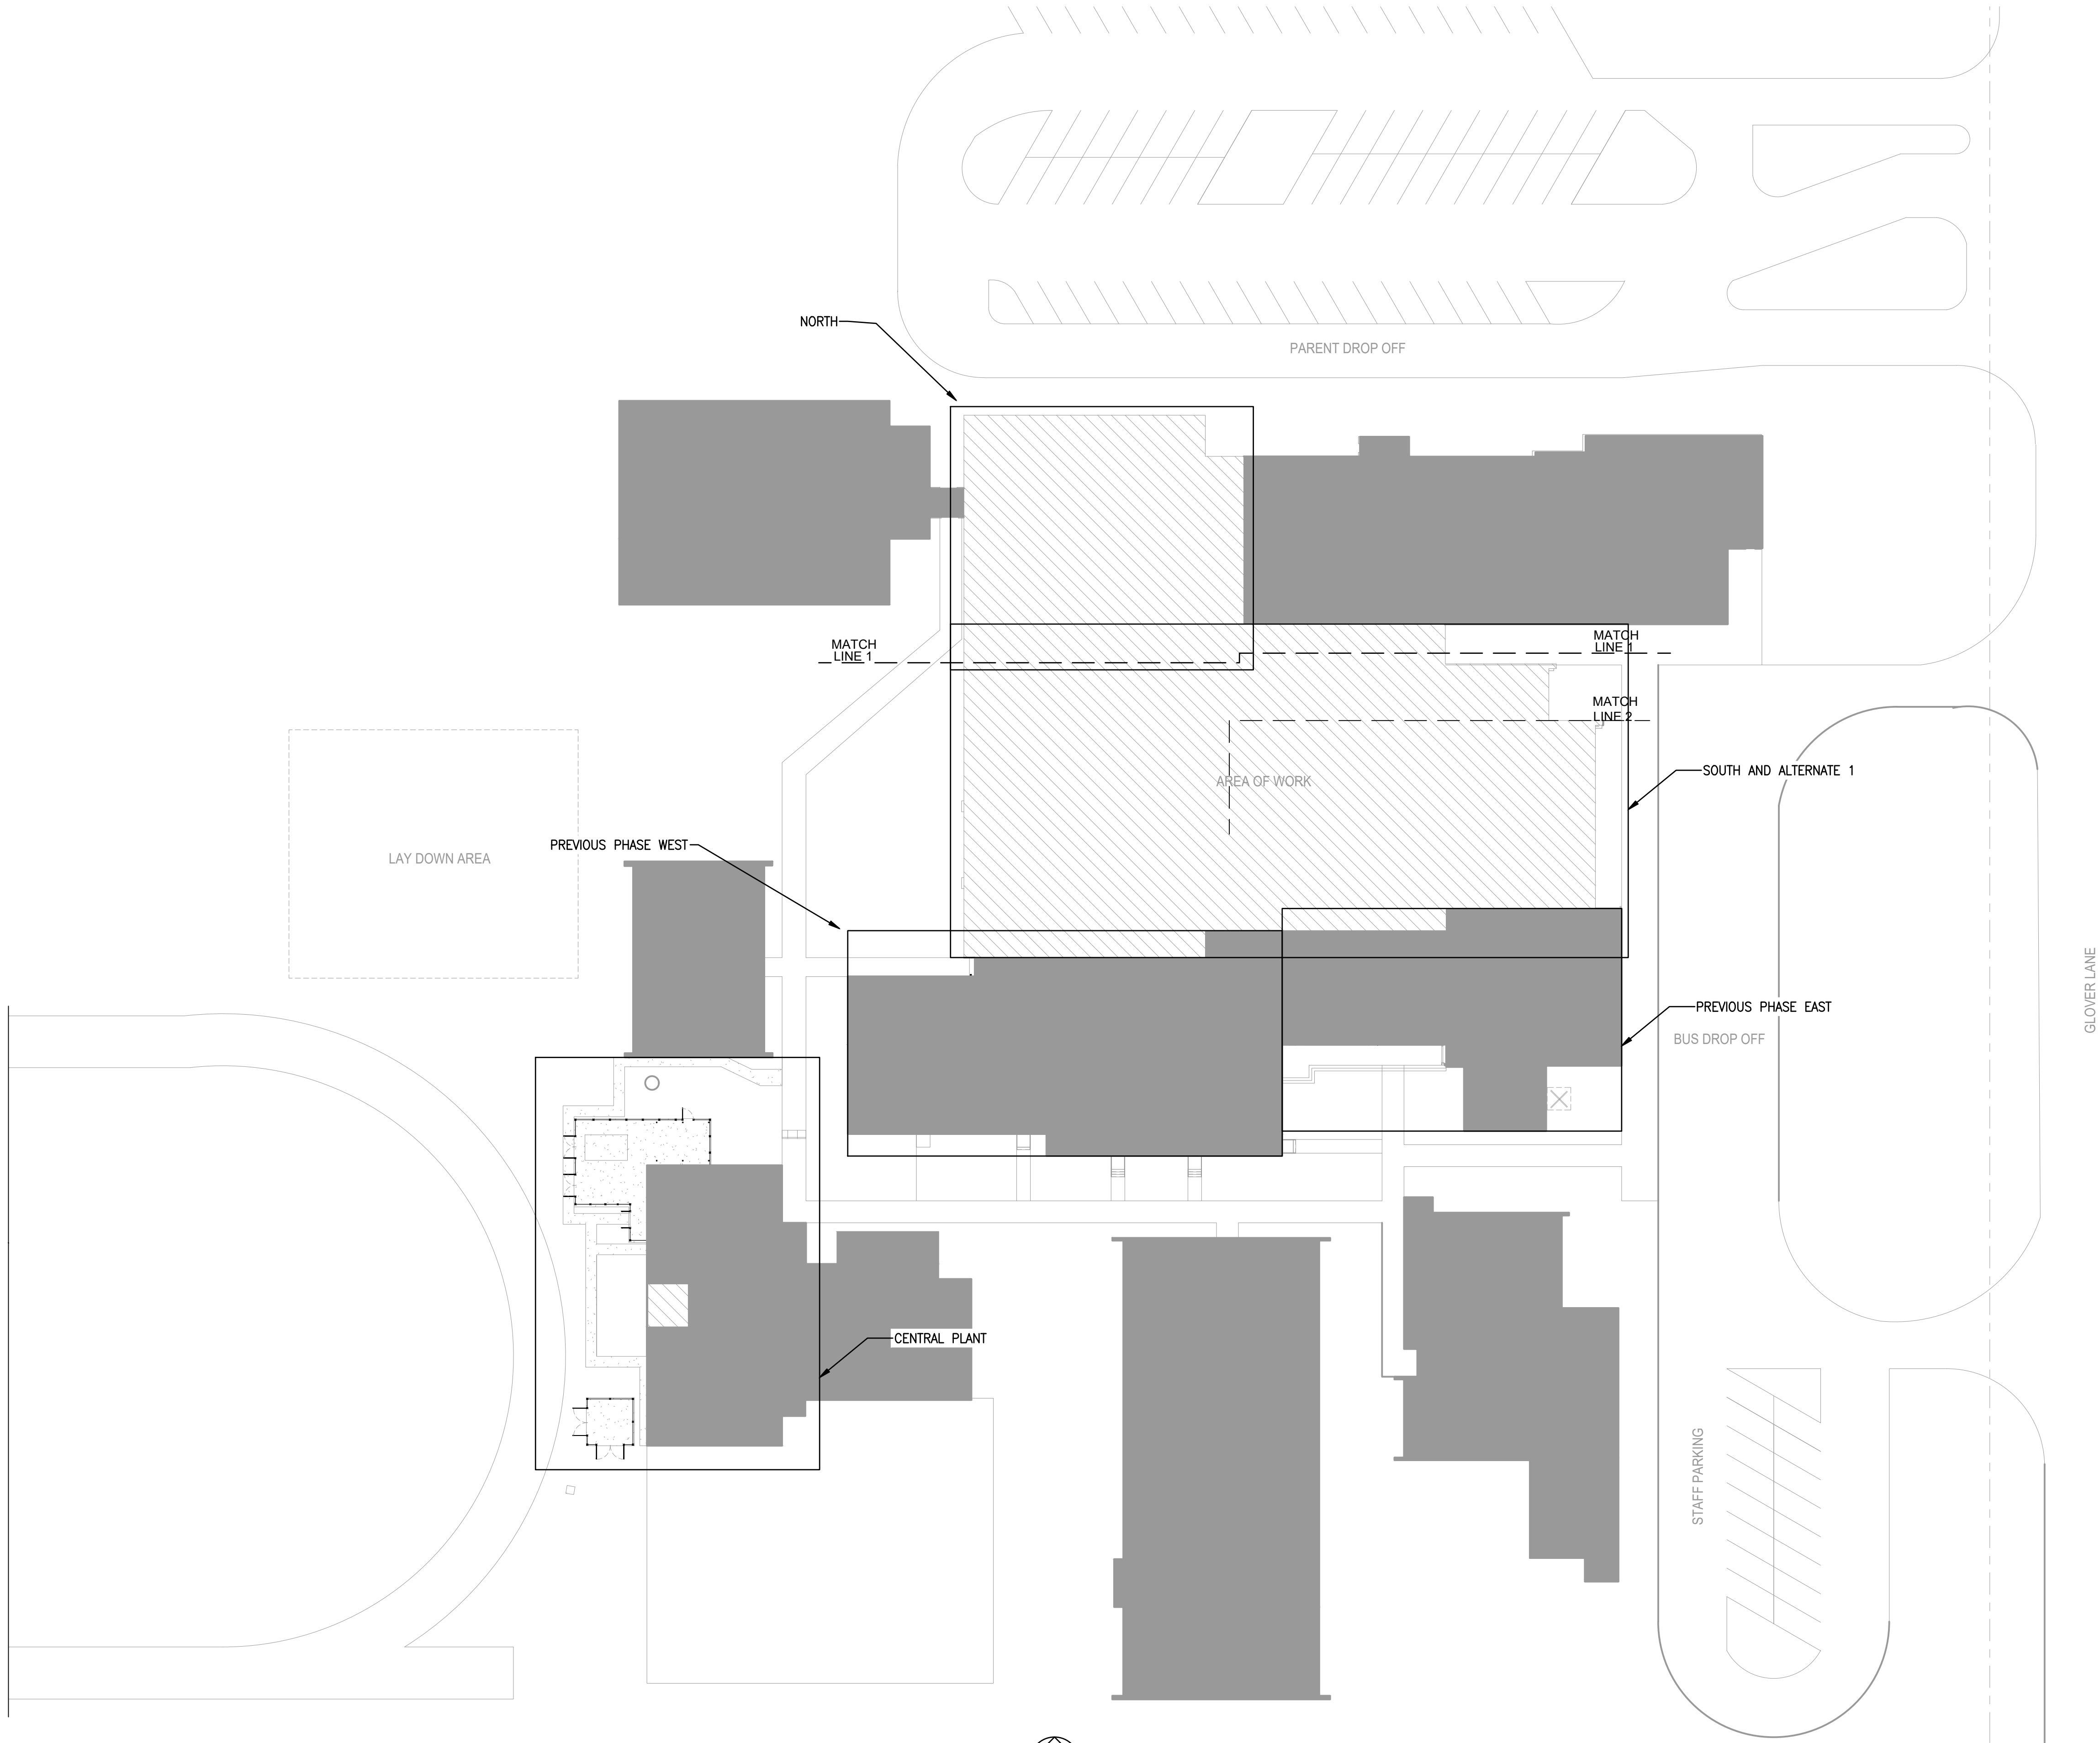 NORTH
PARENT DROP OFF
MATCH
LINE 1
MATCH
LINE 1
MATCH
LINE 2
SOUTH AND ALTERNATE 1
AREA OF WORK
PREVIOUS PHASE WEST
LAY DOWN AREA
GLOVER LANE
PREVIOUS PHASE EAST
BUS DROP OFF
CENTRAL PLANT
STAFF PARKING